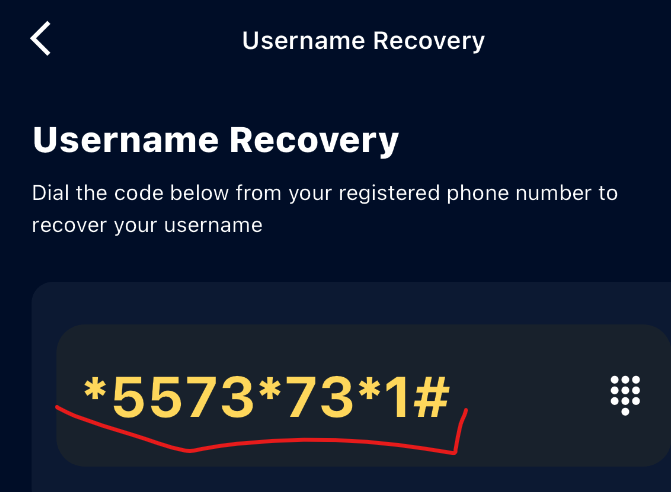 Username Recovery
Username Recovery
Dial the code below from your registered phone number to
recover your username
*5573*73*1#